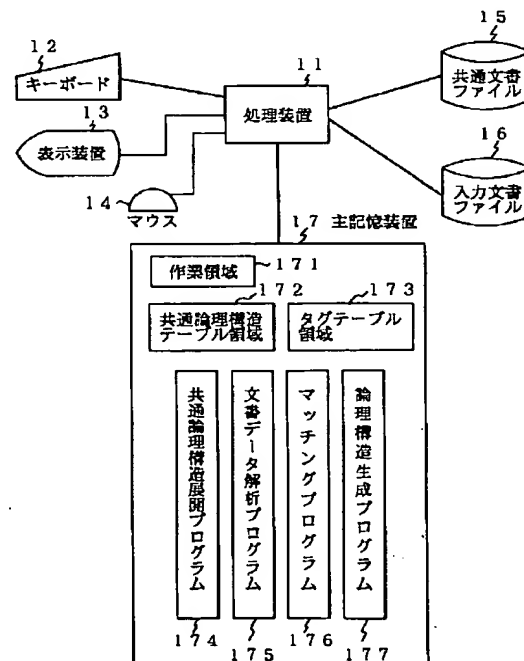 12
キーボード
13
表示装置
14
マウス
11
処理装置
15
共通文書
ファイル
16
入力文書
ファイル
17 主記憶装置
作業領域
171
172
共通論理構造
テーブル領域
173
タグテーブル
領域
共通論理構造展開プログラム
文書データ解析プログラム
マッチングプログラム
論理構造生成プログラム
174
175
176
177